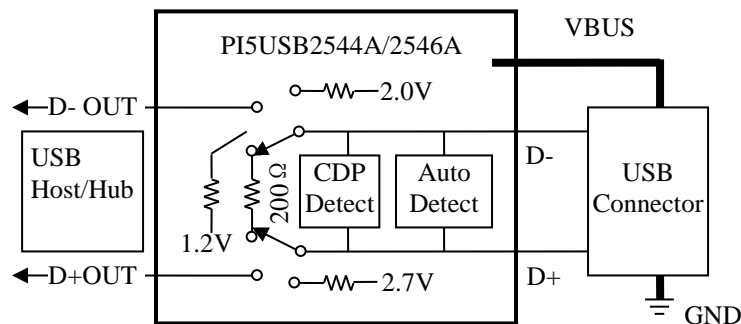 PI5USB2544A/2546A
VBUS
D- OUT
2.0V
USB
Host/Hub
200 Ω
CDP
Detect
Auto
Detect
D-
USB
Connector
1.2V
D+OUT
2.7V
D+
GND